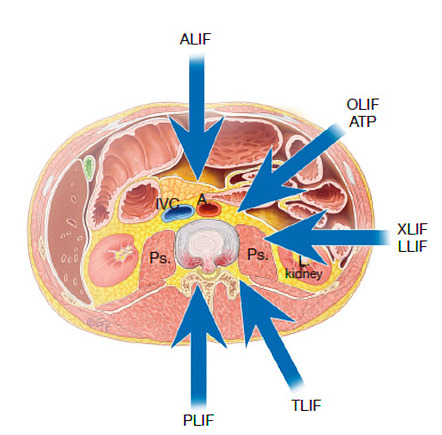 ALIF
OLIF
ATP
IVC
A.
XLIF
LLIF
Ps.
Ps.
L.
kidney
TLIF
PLIF